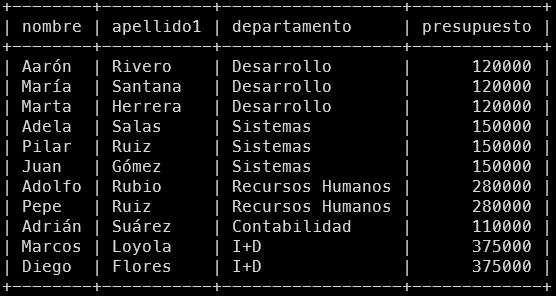 +--------+-----------+------------------+-------------+
| nombre | apellido1 | departamento     | presupuesto |
+--------+-----------+------------------+-------------+
| Aarón  | Rivero    | Desarrollo       |      120000 |
| María  | Santana   | Desarrollo       |      120000 |
| Marta  | Herrera   | Desarrollo       |      120000 |
| Adela  | Salas     | Sistemas         |      150000 |
| Pilar  | Ruiz      | Sistemas         |      150000 |
| Juan   | Gómez     | Sistemas         |      150000 |
| Adolfo | Rubio     | Recursos Humanos |      280000 |
| Pepe   | Ruiz      | Recursos Humanos |      280000 |
| Adrián | Suárez    | Contabilidad     |      110000 |
| Marcos | Loyola    | I+D              |      375000 |
| Diego  | Flores    | I+D              |      375000 |
+--------+-----------+------------------+-------------+